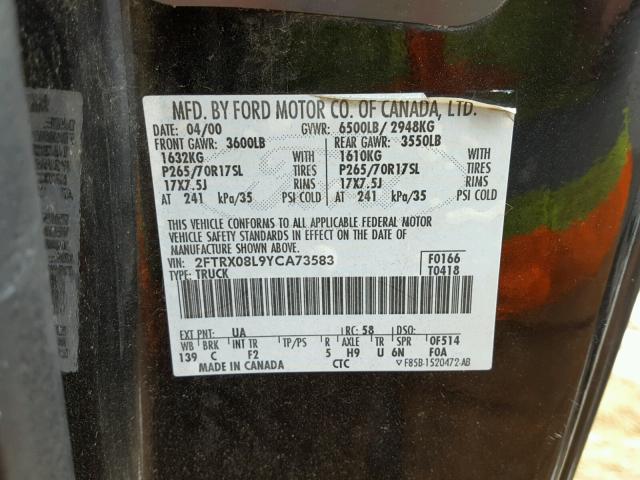 MFD. BY FORD MOTOR CO. OF CANADA, LTD.
DATE: 04/00 GVWR: 6500LB/ 2948KG
FRONT GAWR: 3600LB REAR GAWR: 3550LB
1632KG WITH 1610KG WITH
P265/70R17SL TIRES P265/70R17SL TIRES
17X7.5J RIMS 17X7.5J RIMS
AT 241 kPa/35 PSI COLD AT 241 kPa/35 PSI COLD
THIS VEHICLE CONFORMS TO ALL APPLICABLE FEDERAL MOTOR
VEHICLE SAFETY STANDARDS IN EFFECT ON THE DATE OF
MANUFACTURE SHOWN ABOVE.
VIN: 2FTRX08L9YCA73583 F0166
TYPE: TRUCK T0418
EXT PNT: UA RC: 58 DSO:
WB BRK INT TR TP/PS R AXLE TR SPR 0F514
139 C F2 5 H9 U 6N F0A
MADE IN CANADA CTC F85B-1520472-AB